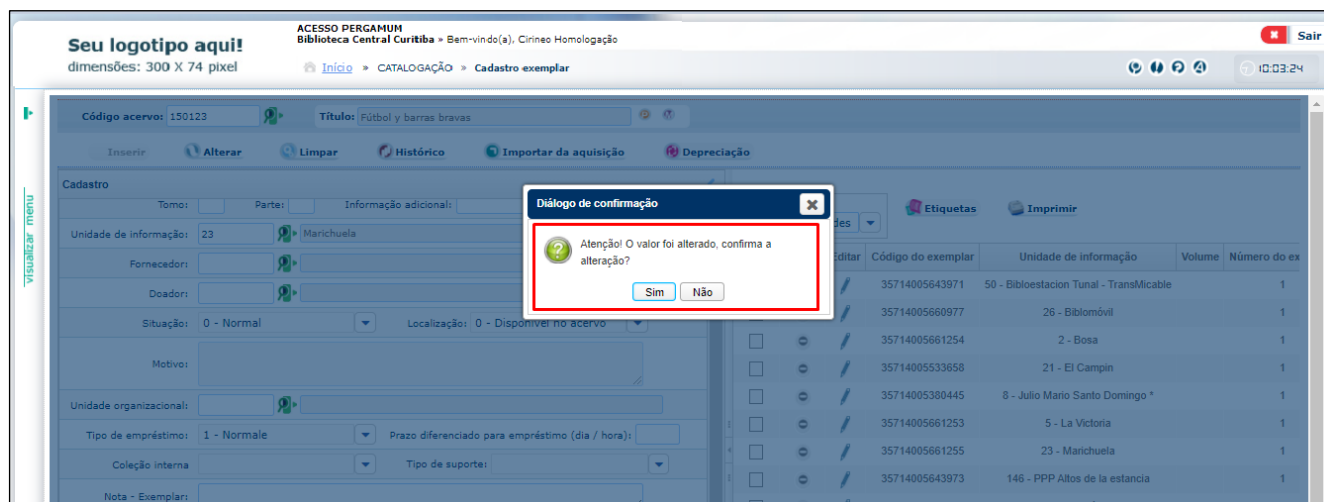 ACESSO PERGAMUM
Seu logotipo aqui!
dimensões: 300 X 74 pixel
Biblioteca Central Curitiba » Bem-vindo(a), Cirineo Homologação
Sair
Início » CATALOGAÇÃO » Cadastro exemplar
10:03:24
visualizar menu
Código acervo: 150123 Título: Fútbol y barras bravas
Inserir Alterar Limpar Histórico Importar da aquisição Depreciação
Cadastro
Tomo: Parte: Informação adicional:
Unidade de informação: 23 Marichuela
Fornecedor:
Doador:
Situação: 0 - Normal Localização: 0 - Disponível no acervo
Motivo:
Unidade organizacional:
Tipo de empréstimo: 1 - Normale Prazo diferenciado para empréstimo (dia / hora):
Coleção interna Tipo de suporte:
Nota - Exemplar:
Diálogo de confirmação
Atenção! O valor foi alterado, confirma a
alteração?
Sim Não
Etiquetas Imprimir
Editar Código do exemplar Unidade de informação Volume Número do ex
35714005643971 50 - Bibloestacion Tunal - TransMicable 1
35714005660977 26 - Biblomóvil 1
35714005661254 2 - Bosa 1
35714005533658 21 - El Campin 1
35714005380445 8 - Julio Mario Santo Domingo * 1
35714005661253 5 - La Victoria 1
35714005661255 23 - Marichuela 1
35714005643973 146 - PPP Altos de la estancia 1